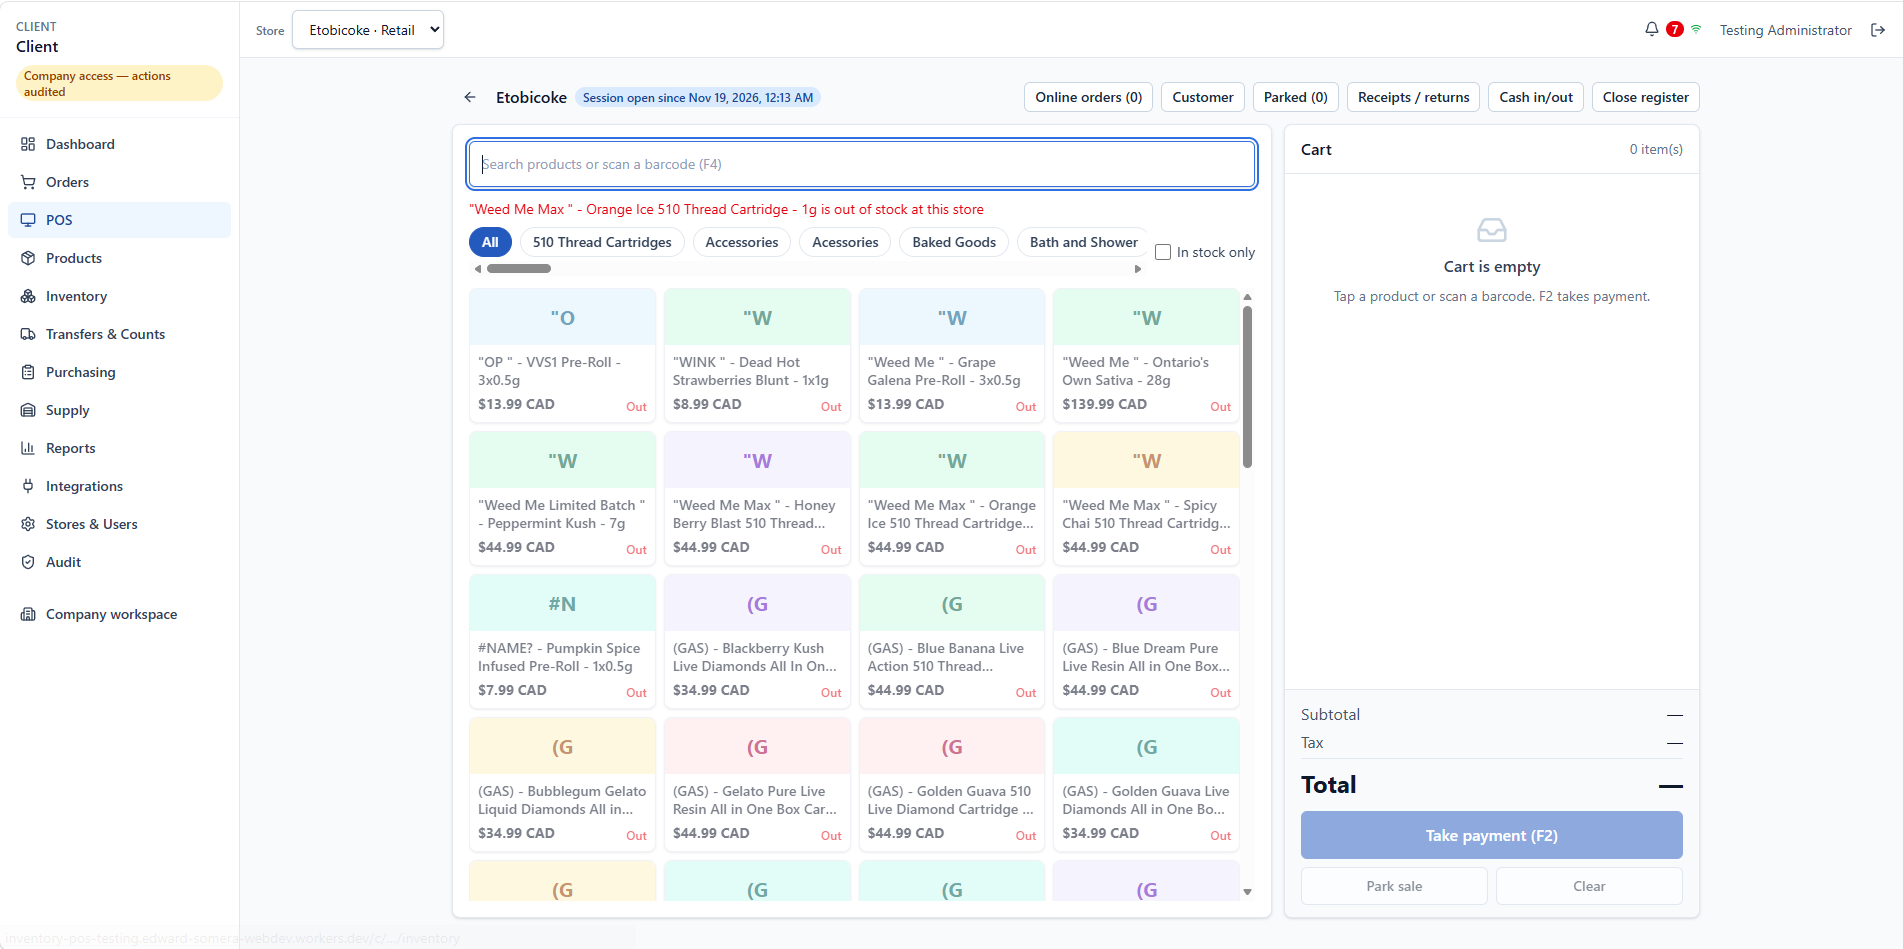 CLIENT
Client
Company access — actions
audited
Dashboard
Orders
POS
Products
Inventory
Transfers & Counts
Purchasing
Supply
Reports
Integrations
Stores & Users
Audit
Company workspace
Store
Etobicoke · Retail
7
Testing Administrator
Etobicoke
Session open since Nov 19, 2026, 12:13 AM
Online orders (0)
Customer
Parked (0)
Receipts / returns
Cash in/out
Close register
Search products or scan a barcode (F4)
"Weed Me Max " - Orange Ice 510 Thread Cartridge - 1g is out of stock at this store
All
510 Thread Cartridges
Accessories
Acessories
Baked Goods
Bath and Shower
In stock only
"O
"OP " - VVS1 Pre-Roll -
3x0.5g
$13.99 CAD
Out
"W
"WINK " - Dead Hot
Strawberries Blunt - 1x1g
$8.99 CAD
Out
"W
"Weed Me " - Grape
Galena Pre-Roll - 3x0.5g
$13.99 CAD
Out
"W
"Weed Me " - Ontario's
Own Sativa - 28g
$139.99 CAD
Out
"W
"Weed Me Limited Batch "
- Peppermint Kush - 7g
$44.99 CAD
Out
"W
"Weed Me Max " - Honey
Berry Blast 510 Thread...
$44.99 CAD
Out
"W
"Weed Me Max " - Orange
Ice 510 Thread Cartridge...
$44.99 CAD
Out
"W
"Weed Me Max " - Spicy
Chai 510 Thread Cartridg...
$44.99 CAD
Out
#N
#NAME? - Pumpkin Spice
Infused Pre-Roll - 1x0.5g
$7.99 CAD
Out
(G
(GAS) - Blackberry Kush
Live Diamonds All In On...
$34.99 CAD
Out
(G
(GAS) - Blue Banana Live
Action 510 Thread...
$44.99 CAD
Out
(G
(GAS) - Blue Dream Pure
Live Resin All in One Box...
$44.99 CAD
Out
(G
(GAS) - Bubblegum Gelato
Liquid Diamonds All in...
$34.99 CAD
Out
(G
(GAS) - Gelato Pure Live
Resin All in One Box Car...
$44.99 CAD
Out
(G
(GAS) - Golden Guava 510
Live Diamond Cartridge ...
$44.99 CAD
Out
(G
(GAS) - Golden Guava Live
Diamonds All in One Bo...
$34.99 CAD
Out
(G
(G
(G
(G
Cart
0 item(s)
Cart is empty
Tap a product or scan a barcode. F2 takes payment.
Subtotal —
Tax —
Total —
Take payment (F2)
Park sale
Clear
inventory-pos-testing.edward-somera-webdev.workers.dev/c/.../inventory